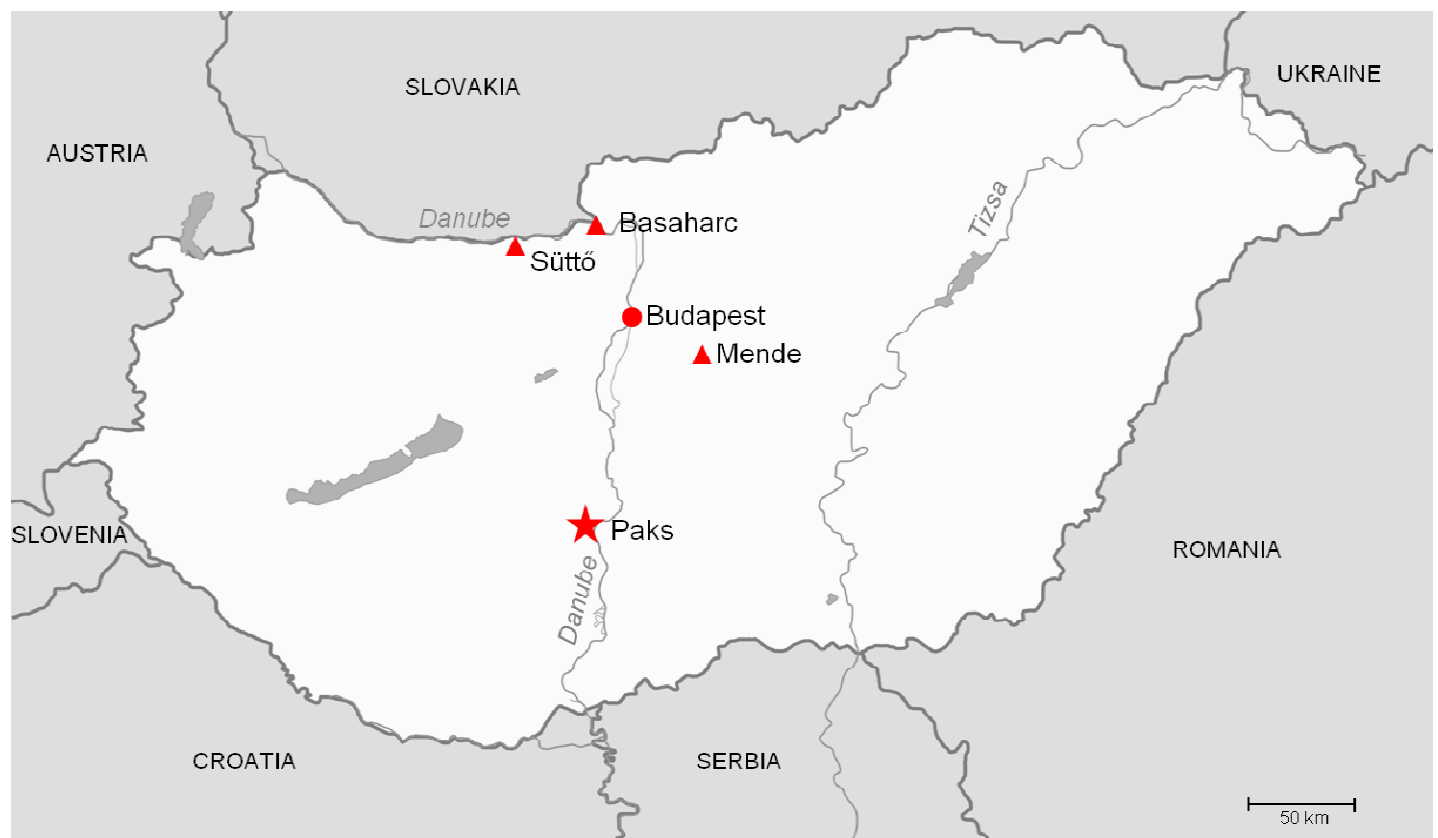 SLOVAKIA
UKRAINE
AUSTRIA
Danube
Basaharc
Süttő
Tizsa
Budapest
Mende
Paks
SLOVENIA
ROMANIA
Danube
CROATIA
SERBIA
50 km